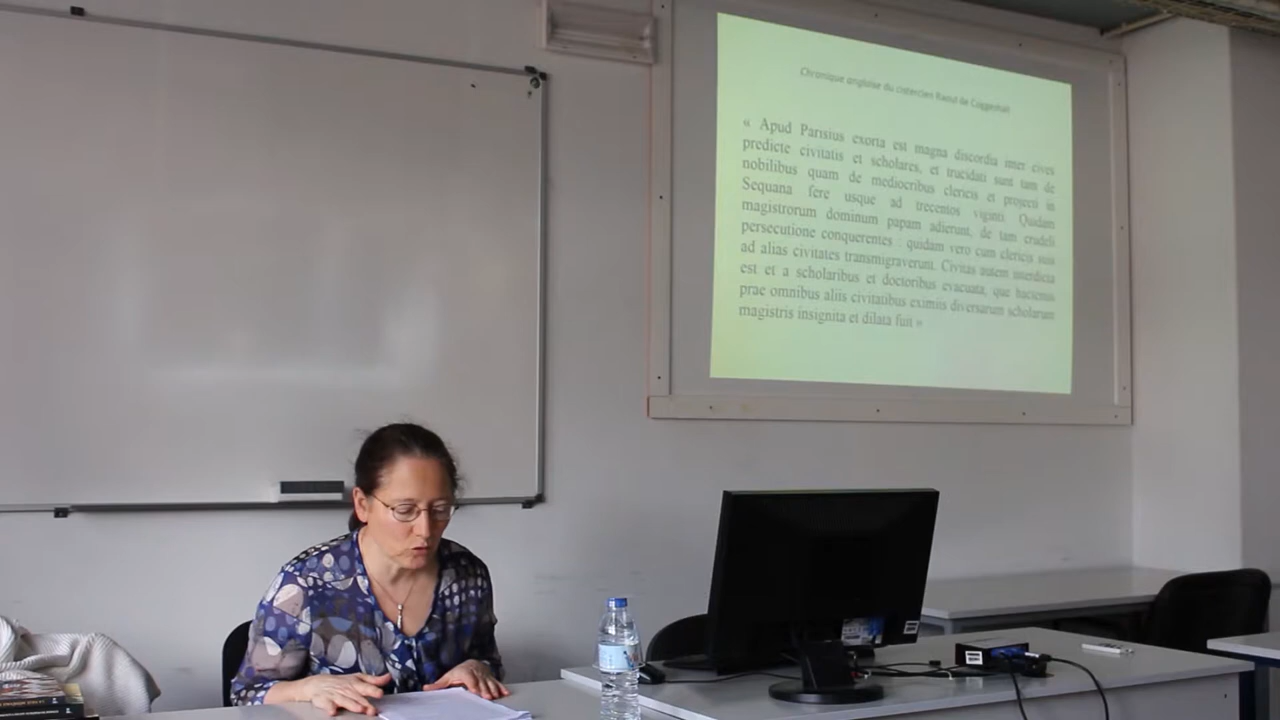 Chronique anglaise du cistercien Raoul de Coggeshall
« Apud Parisius exorta est magna discordia inter cives
predicte civitatis et scholares, et trucidati sunt tam de
nobilibus quam de mediocribus clericis et projecti in
Sequana fere usque ad trecentos viginti. Quidam
magistrorum dominum papam adierunt, de tam crudeli
persecutione conquerentes : quidam vero cum clericis suis
ad alias civitates transmigraverunt. Civitas autem interdicta
est et a scholaribus et doctoribus evacuata, que hactenus
prae omnibus aliis civitatibus eximiis diversarum scholarum
magistris insignita et dilata fuit »